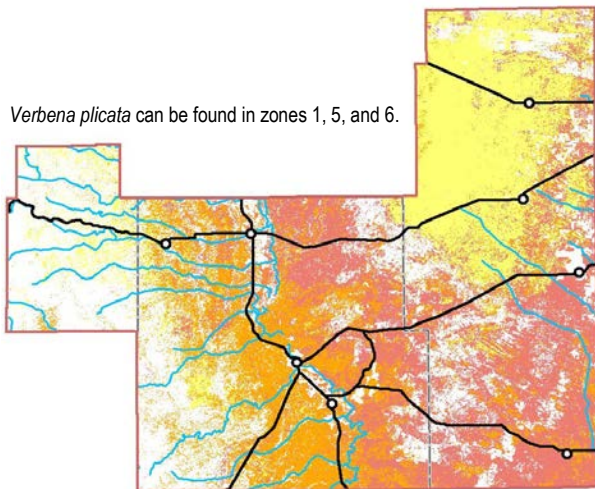 Verbena plicata can be found in zones 1, 5, and 6.